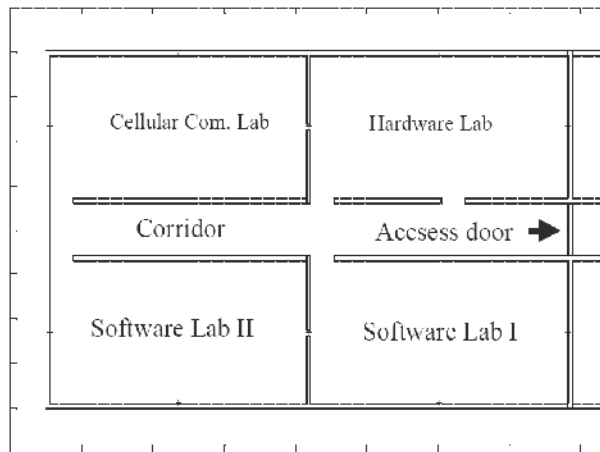 Cellular Com. Lab
Hardware Lab
Corridor
Accsess door
Software Lab II
Software Lab I